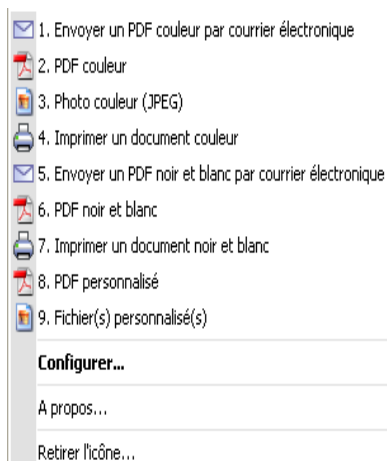 1. Envoyer un PDF couleur par courrier électronique
2. PDF couleur
3. Photo couleur (JPEG)
4. Imprimer un document couleur
5. Envoyer un PDF noir et blanc par courrier électronique
6. PDF noir et blanc
7. Imprimer un document noir et blanc
8. PDF personnalisé
9. Fichier(s) personnalisé(s)
Configurer...
A propos...
Retirer l'icône...